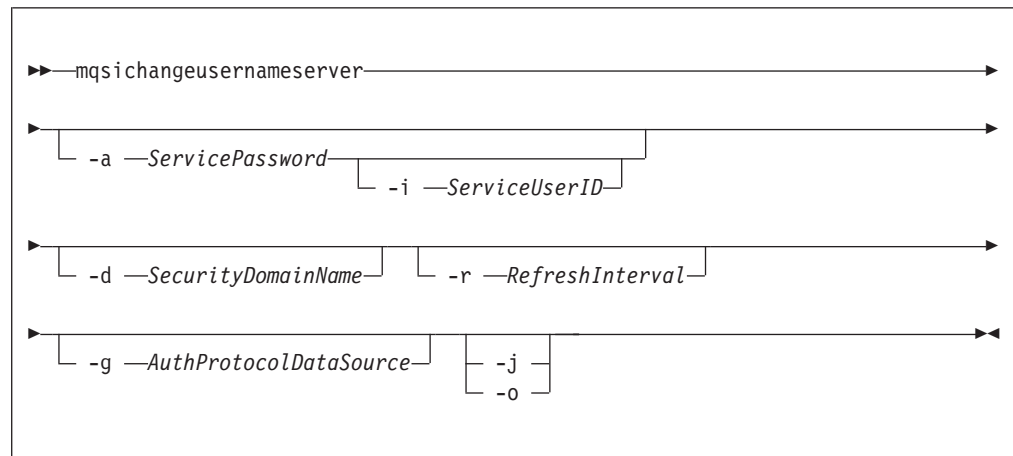 mqsichangeusernameserver
-a ServicePassword
-i ServiceUserID
-d SecurityDomainName -r RefreshInterval
-g AuthProtocolDataSource -j
-o